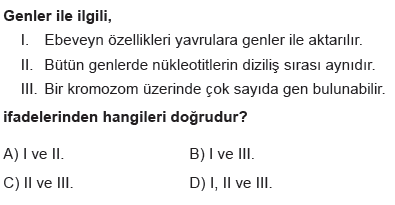 Genler ile ilgili,
I. Ebeveyn özellikleri yavrulara genler ile aktarılır.
II. Bütün genlerde nükleotitlerin diziliş sırası aynıdır.
III. Bir kromozom üzerinde çok sayıda gen bulunabilir.
ifadelerinden hangileri doğrudur?
A) I ve II. B) I ve III.
C) II ve III. D) I, II ve III.